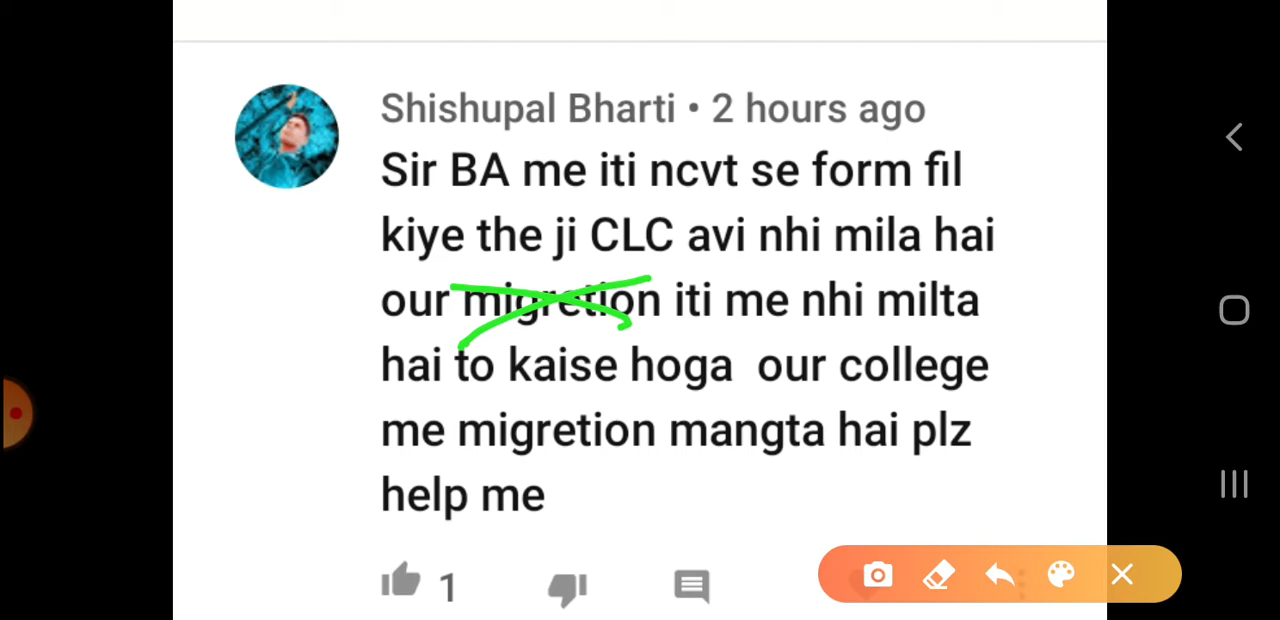 Shishupal Bharti • 2 hours ago
Sir BA me iti ncvt se form fil
kiye the ji CLC avi nhi mila hai
our migretion iti me nhi milta
hai to kaise hoga our college
me migretion mangta hai plz
help me
1